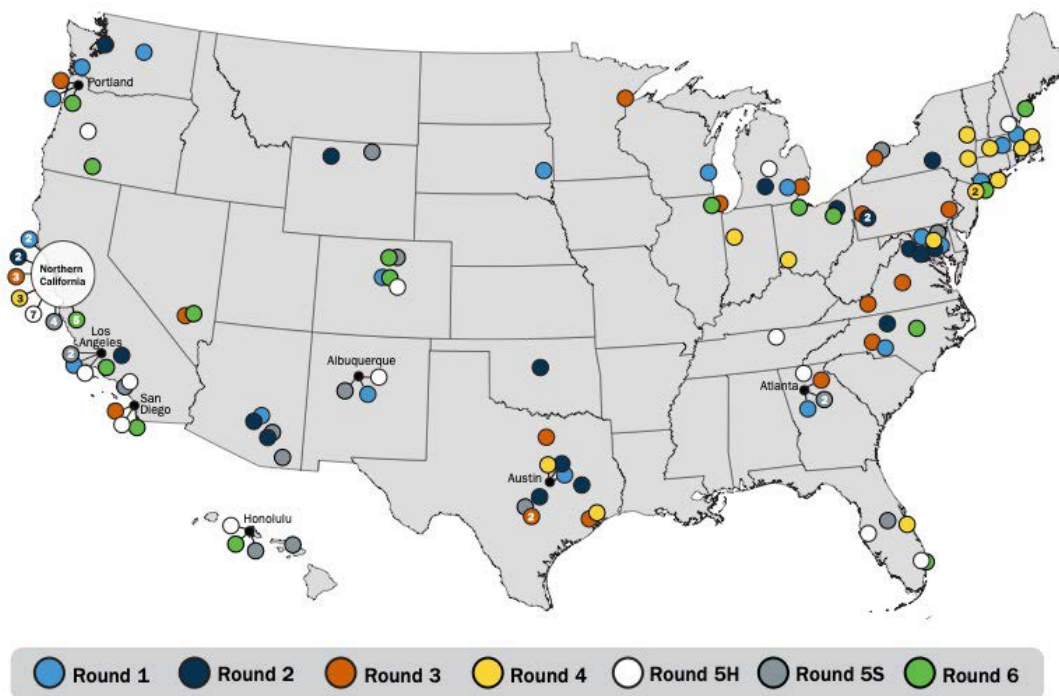 Portland
2
Northern
California
2
3
3
7
4
5
Los
Angeles
2
San
Diego
Albuquerque
Austin
2
Honolulu
Atlanta
2
2
2
Round 1
Round 2
Round 3
Round 4
Round 5H
Round 5S
Round 6